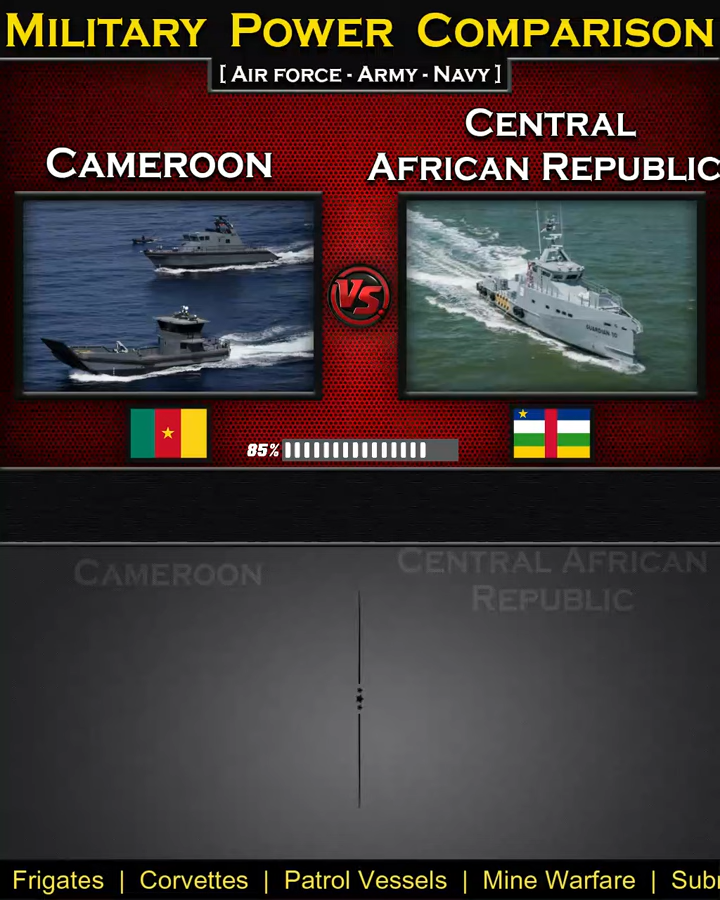 Military Power Comparison
[ Air force - Army - Navy ]
Cameroon
Central
African Republic
VS.
85%
Cameroon
Central African
Republic
Frigates | Corvettes | Patrol Vessels | Mine Warfare |